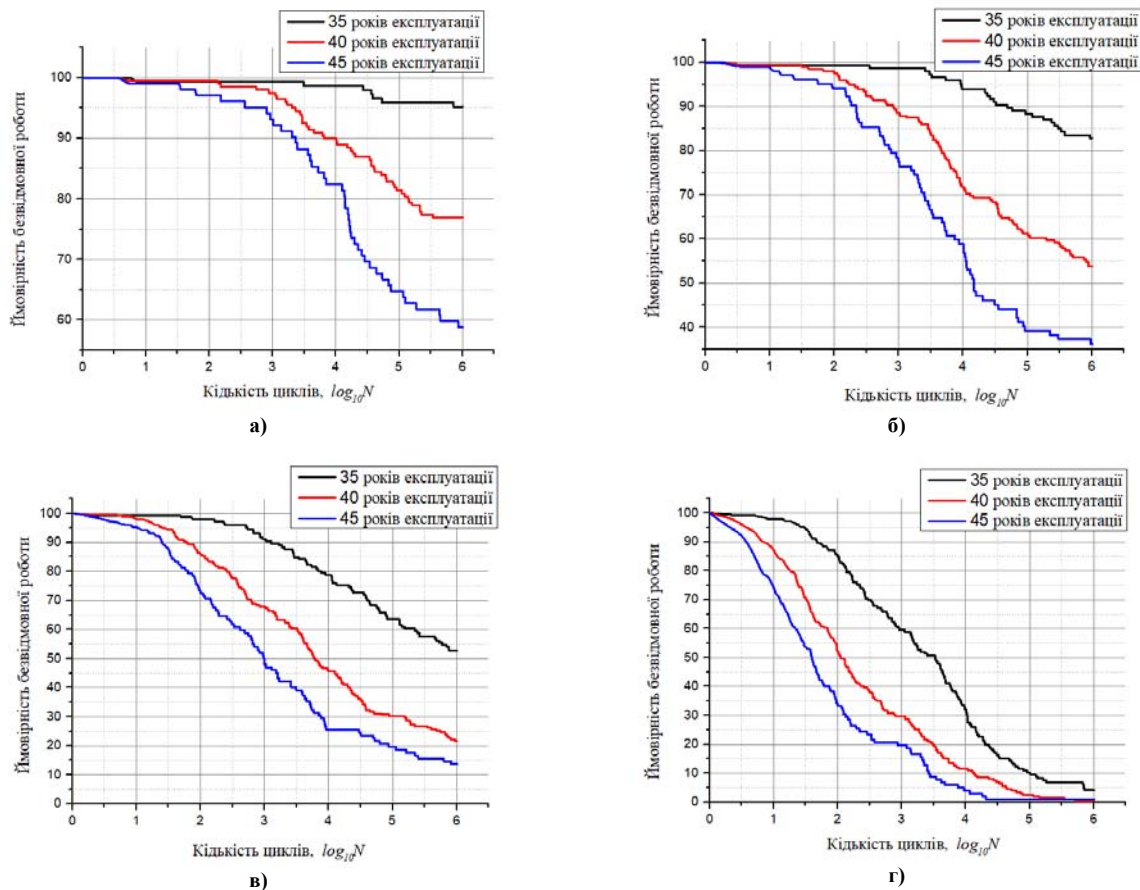 35 років експлуатації
40 років експлуатації
45 років експлуатації
Ймовірність безвідмовної роботи
100
90
80
70
60
0 1 2 3 4 5 6
Кідькість циклів, log₁₀N
а)
35 років експлуатації
40 років експлуатації
45 років експлуатації
Ймовірність безвідмовної роботи
100
90
80
70
60
50
40
0 1 2 3 4 5 6
Кідькість циклів, log₁₀N
б)
35 років експлуатації
40 років експлуатації
45 років експлуатації
Ймовірність безвідмовної роботи
100
90
80
70
60
50
40
30
20
10
0
0 1 2 3 4 5 6
Кідькість циклів, log₁₀N
в)
35 років експлуатації
40 років експлуатації
45 років експлуатації
Ймовірність безвідмовної роботи
100
90
80
70
60
50
40
30
20
10
0
0 1 2 3 4 5 6
Кідькість циклів, log₁₀N
г)